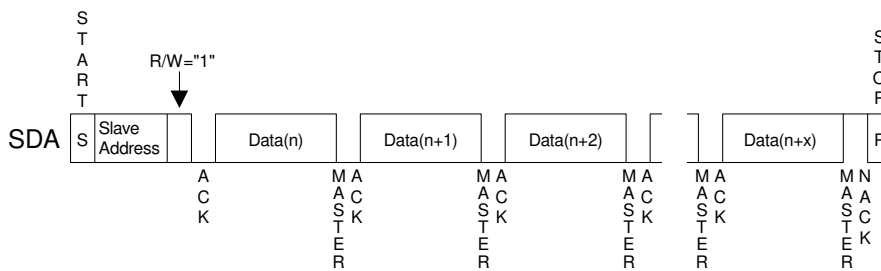 START
STOP
R/W="1"
SDA
S
Slave
Address
Data(n)
Data(n+1)
Data(n+2)
Data(n+x)
P
ACK
MASTER
ACK
MASTER
ACK
MASTER
ACK
MASTER
ACK
MASTER
NACK